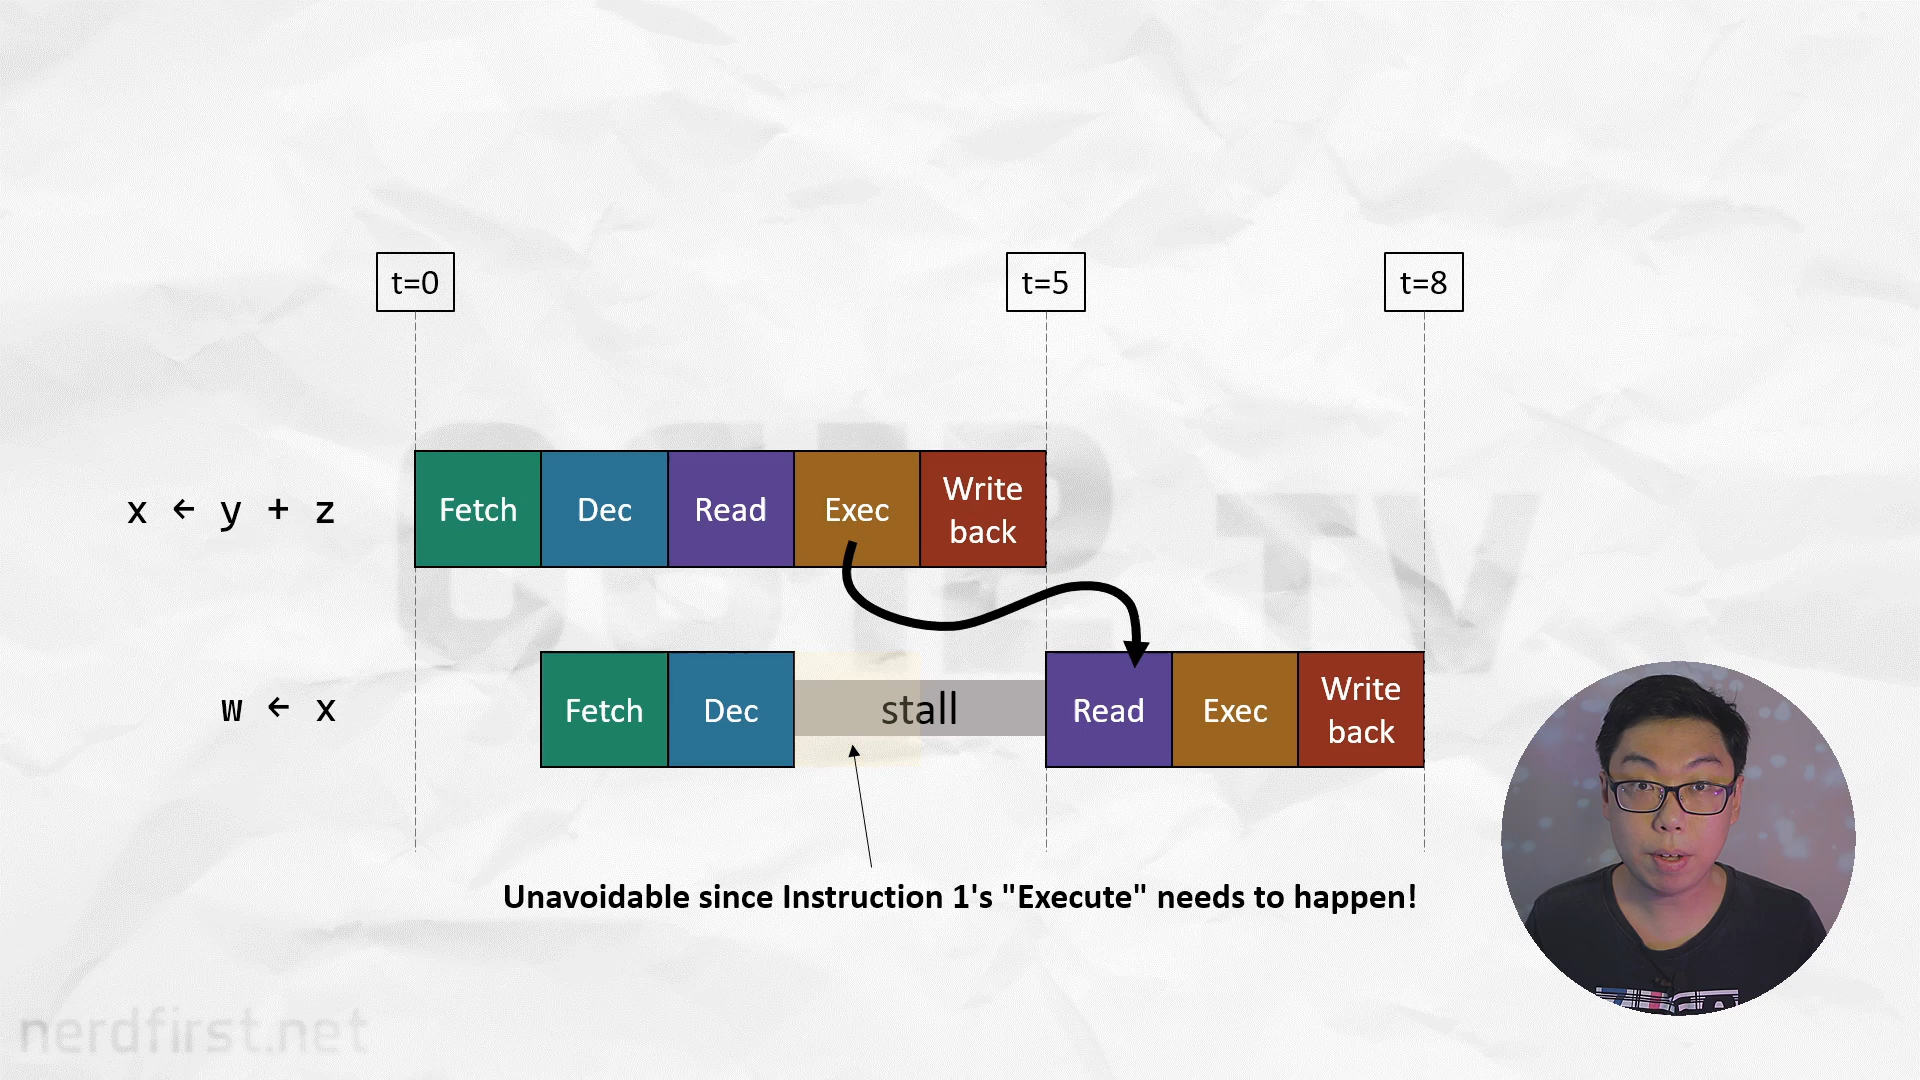 t=0
t=5
t=8
x ← y + z
Fetch
Dec
Read
Exec
Write
back
w ← x
Fetch
Dec
stall
Read
Exec
Write
back
Unavoidable since Instruction 1's "Execute" needs to happen!
nerdfirst.net
TV